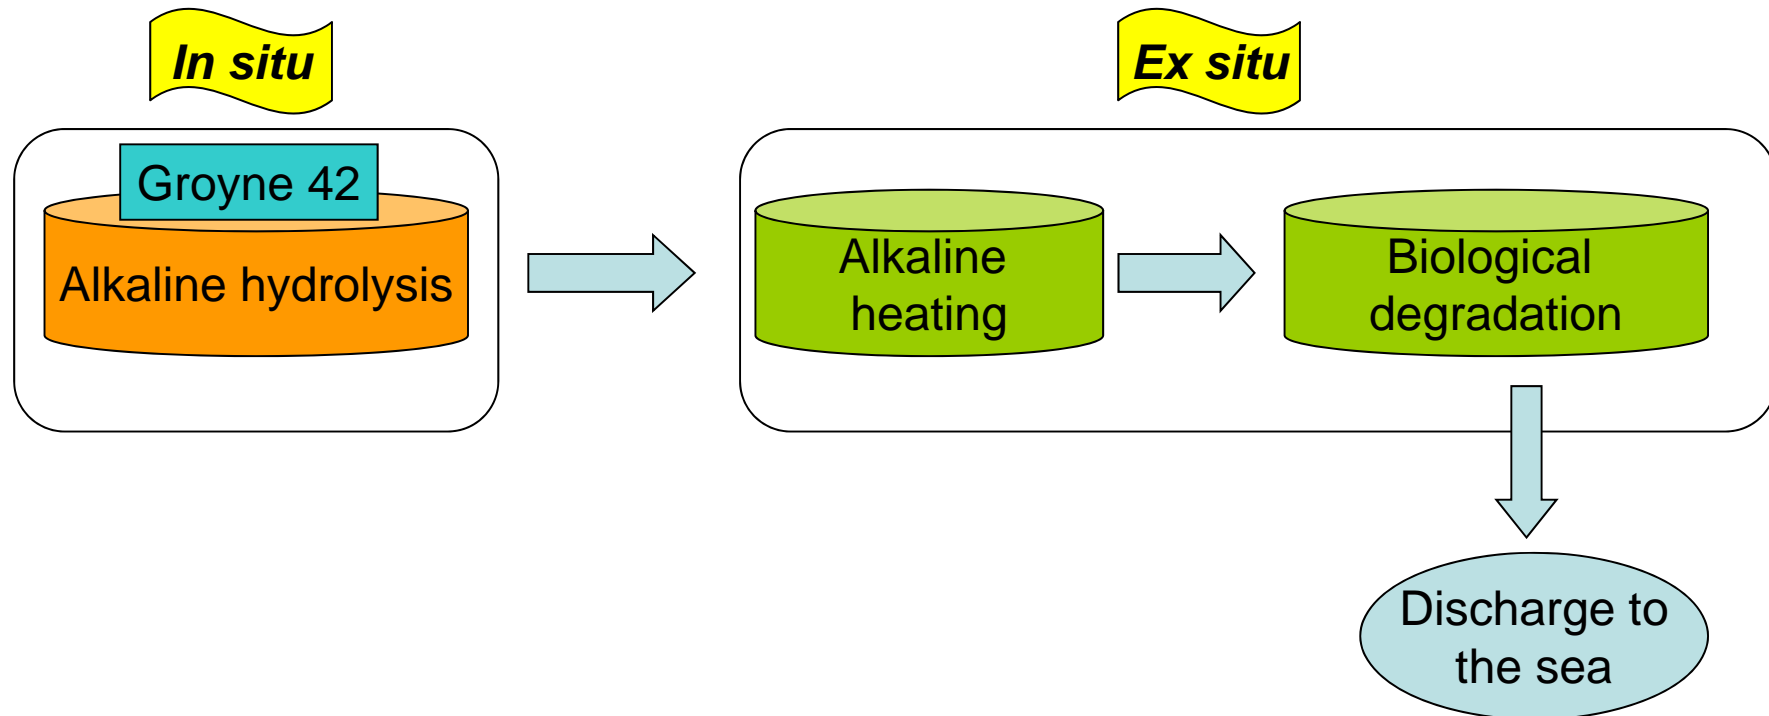 In situ
Ex situ
Groyne 42
Alkaline hydrolysis
Alkaline
heating
Biological
degradation
Discharge to
the sea